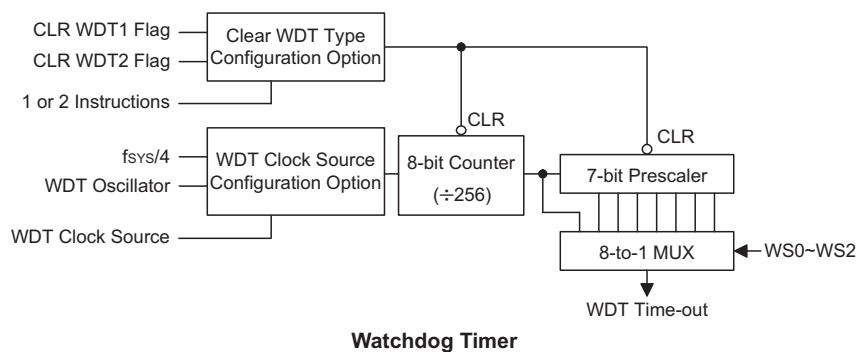 CLR WDT1 Flag
CLR WDT2 Flag
1 or 2 Instructions
Clear WDT Type
Configuration Option
CLR
CLR
fSYS/4
WDT Oscillator
WDT Clock Source
WDT Clock Source
Configuration Option
8-bit Counter
(÷256)
7-bit Prescaler
8-to-1 MUX
WS0~WS2
WDT Time-out
Watchdog Timer